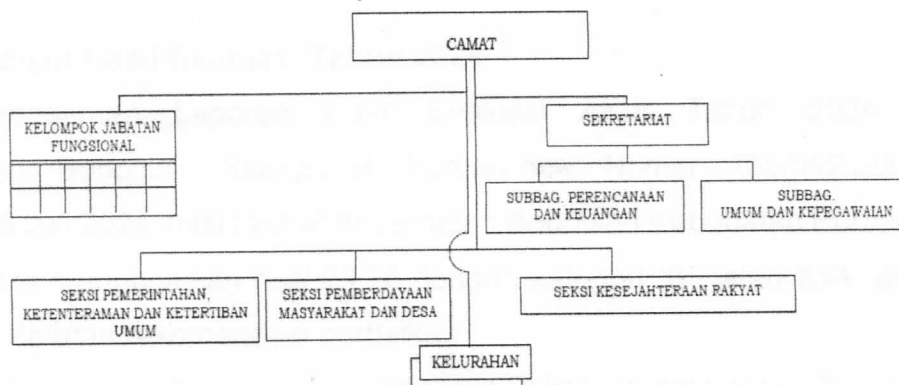 CAMAT
KELOMPOK JABATAN
FUNGSIONAL
SEKRETARIAT
SUBBAG. PERENCANAAN
DAN KEUANGAN
SUBBAG.
UMUM DAN KEPEGAWAIAN
SEKSI PEMERINTAHAN,
KETENTERAMAN DAN KETERTIBAN
UMUM
SEKSI PEMBERDAYAAN
MASYARAKAT DAN DESA
SEKSI KESEJAHTERAAN RAKYAT
KELURAHAN